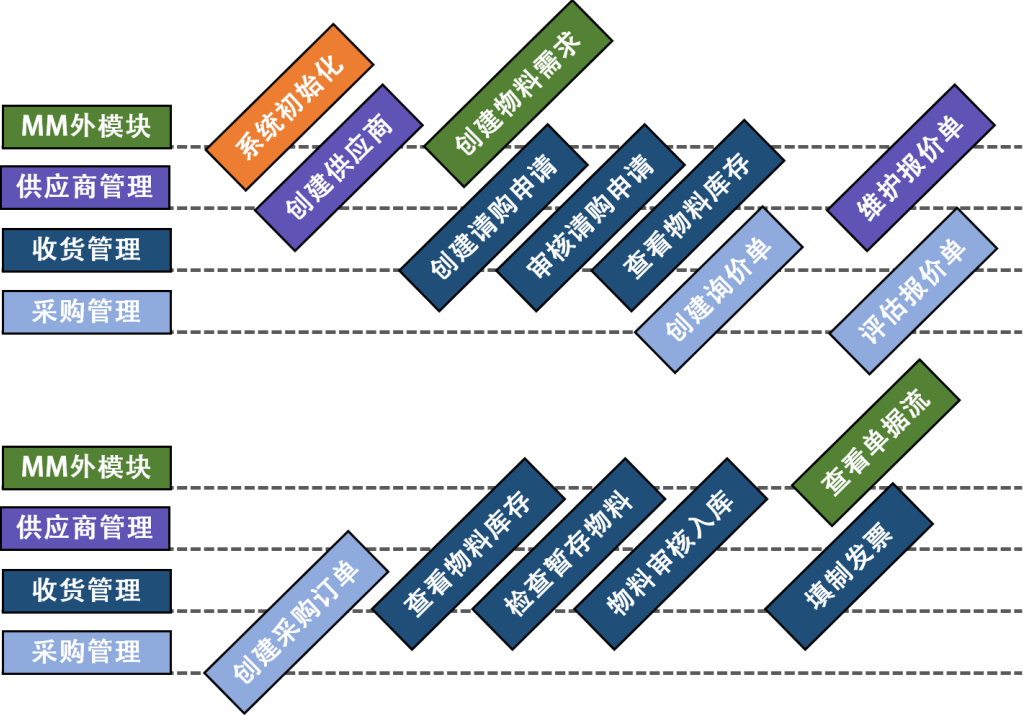 系统初始化
创建物料需求
MM外模块
创建供应商
供应商管理
创建请购申请
审核请购申请
查看物料库存
维护报价单
收货管理
创建询价单
评估报价单
采购管理
查看单据流
MM外模块
供应商管理
查看物料库存
检查暂存物料
物料审核入库
填制发票
收货管理
创建采购订单
采购管理